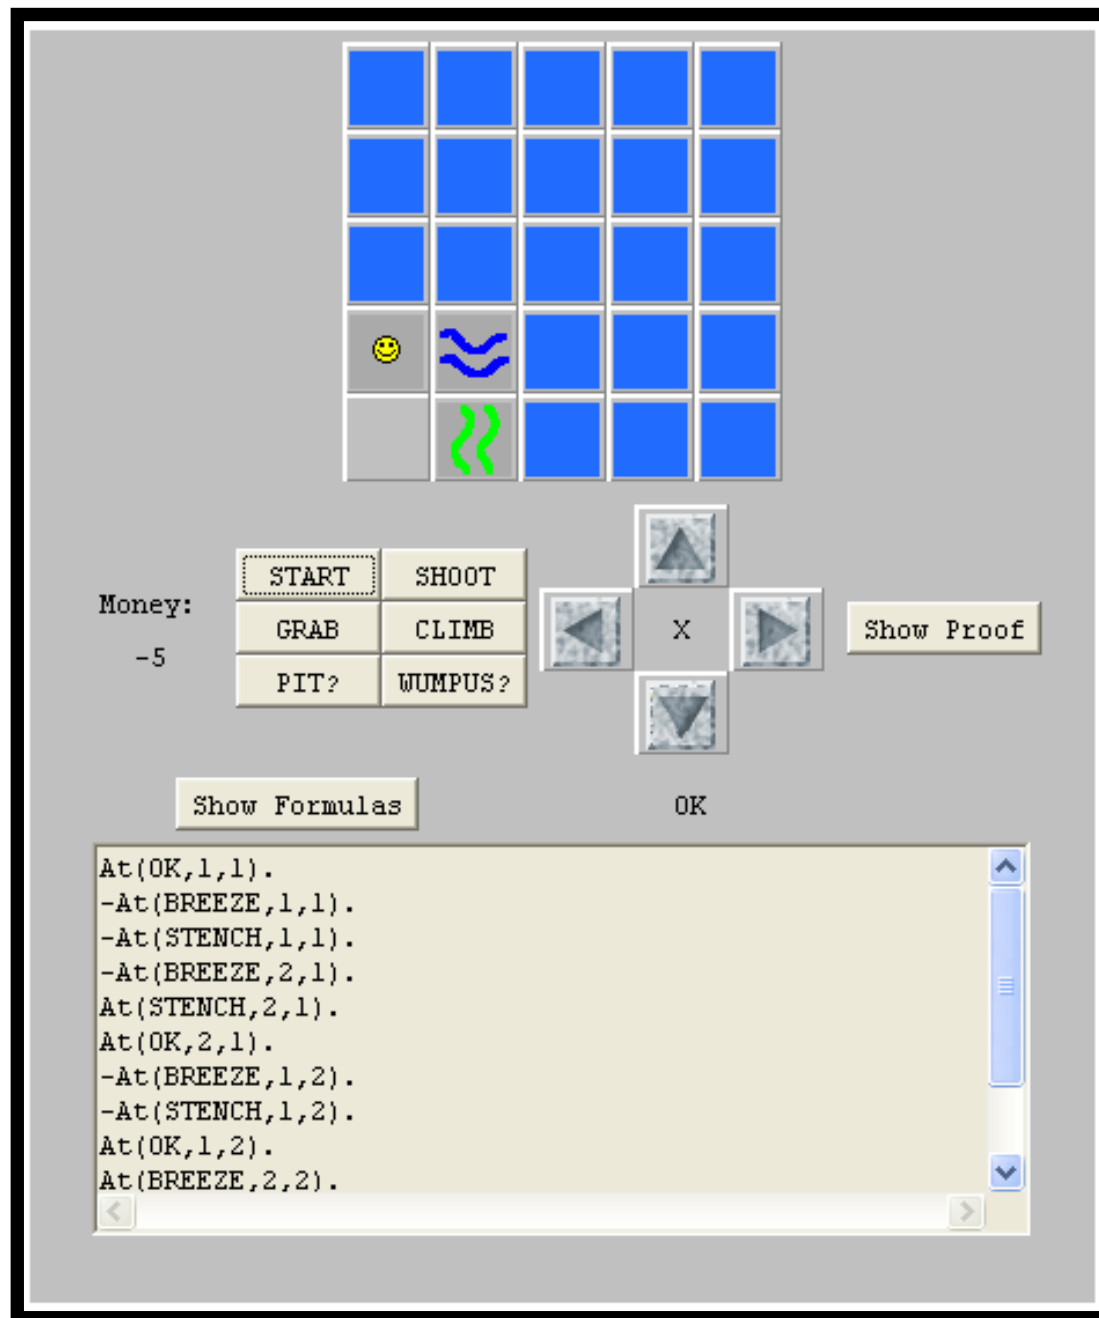 START SHOOT
Money: GRAB CLIMB X Show Proof
-5 PIT? WUMPUS?
Show Formulas OK
At(OK,1,1).
-At(BREEZE,1,1).
-At(STENCH,1,1).
-At(BREEZE,2,1).
At(STENCH,2,1).
At(OK,2,1).
-At(BREEZE,1,2).
-At(STENCH,1,2).
At(OK,1,2).
At(BREEZE,2,2).